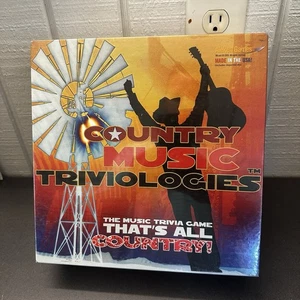 MADE IN THE USA!
COUNTRY
MUSIC
TRIVIOLOGIES™
THE MUSIC TRIVIA GAME
THAT'S ALL
COUNTRY!